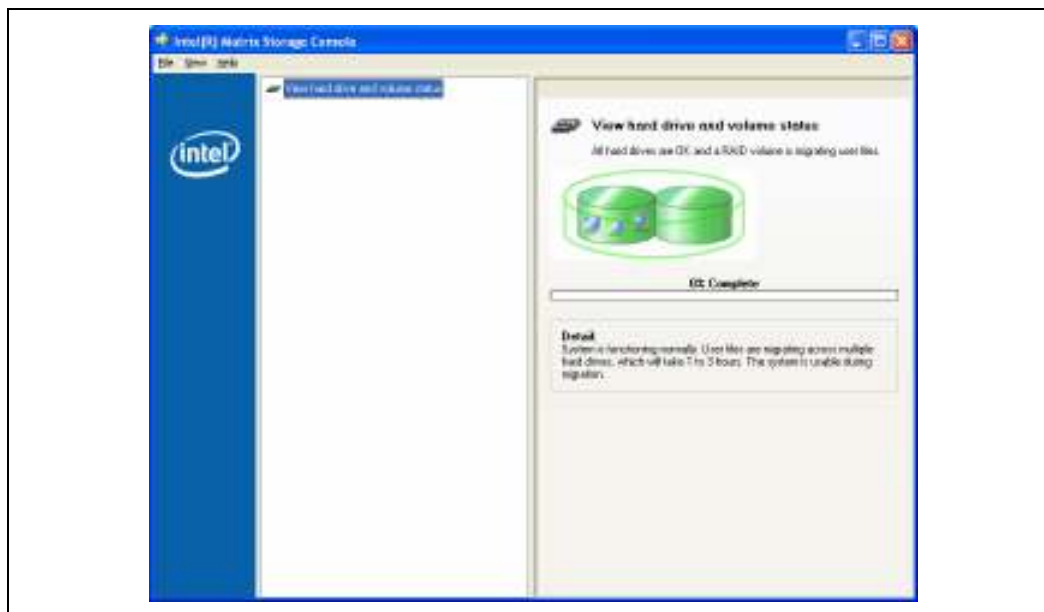 Intel(R) Matrix Storage Console
File View Help
View hard drive and volume status
intel
View hard drive and volume status
All hard drives are OK and a RAID volume is migrating user files.
0% Complete
Detail
System is functioning normally. User files are migrating across multiple
hard drives, which will take 1 to 3 hours. The system is usable during
migration.